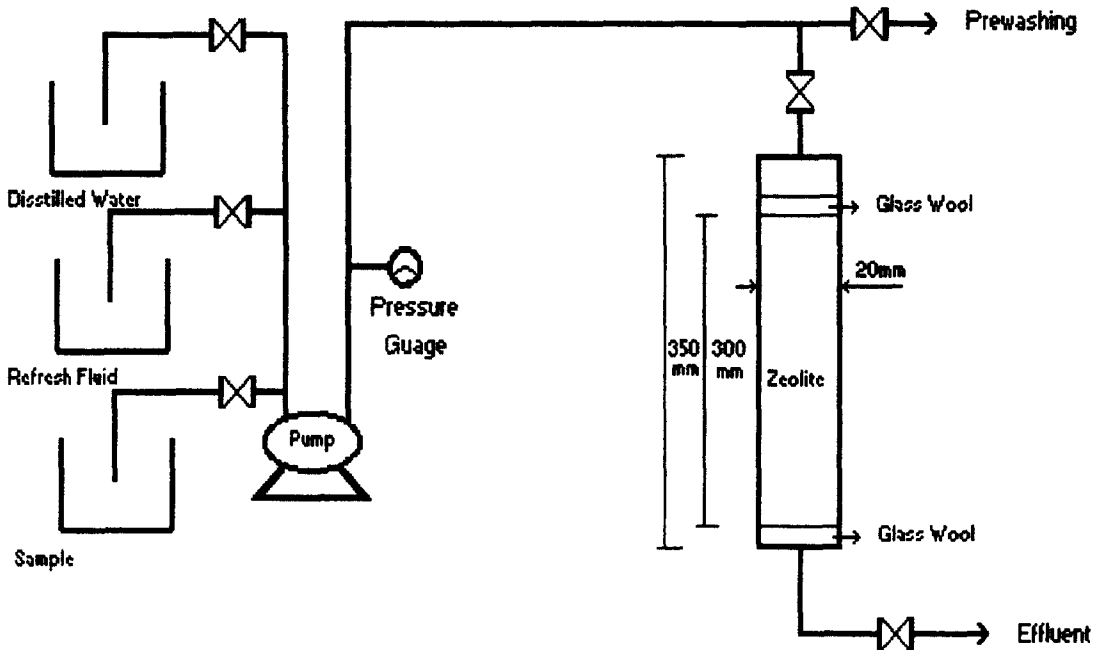 Prewashing
Disstilled Water
Glass Wool
20mm
Pressure
Guage
350
mm
300
mm
Zeolite
Refresh Fluid
Pump
Glass Wool
Sample
Effluent